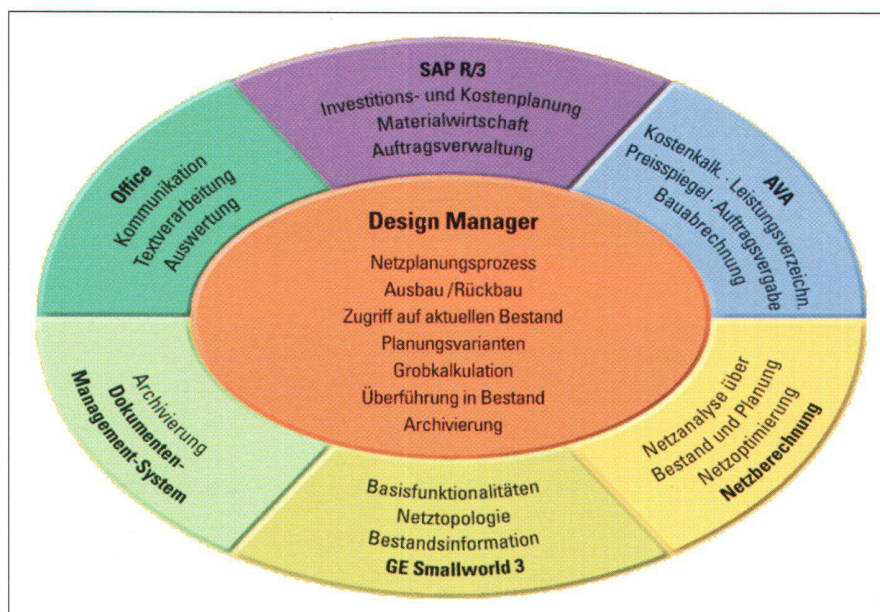 SAP R/3
Investitions- und Kostenplanung
Materialwirtschaft
Auftragsverwaltung
AVA
Kostenkalk. · Leistungsverzeichn.
Preisspiegel · Auftragsvergabe
Bauabrechnung
Netzanalyse über
Bestand und Planung
Netzoptimierung
Netzberechnung
Basisfunktionalitäten
Netztopologie
Bestandsinformation
GE Smallworld 3
Archivierung
Dokumenten-
Management-System
Office
Kommunikation
Textverarbeitung
Auswertung
Design Manager
Netzplanungsprozess
Ausbau /Rückbau
Zugriff auf aktuellen Bestand
Planungsvarianten
Grobkalkulation
Überführung in Bestand
Archivierung